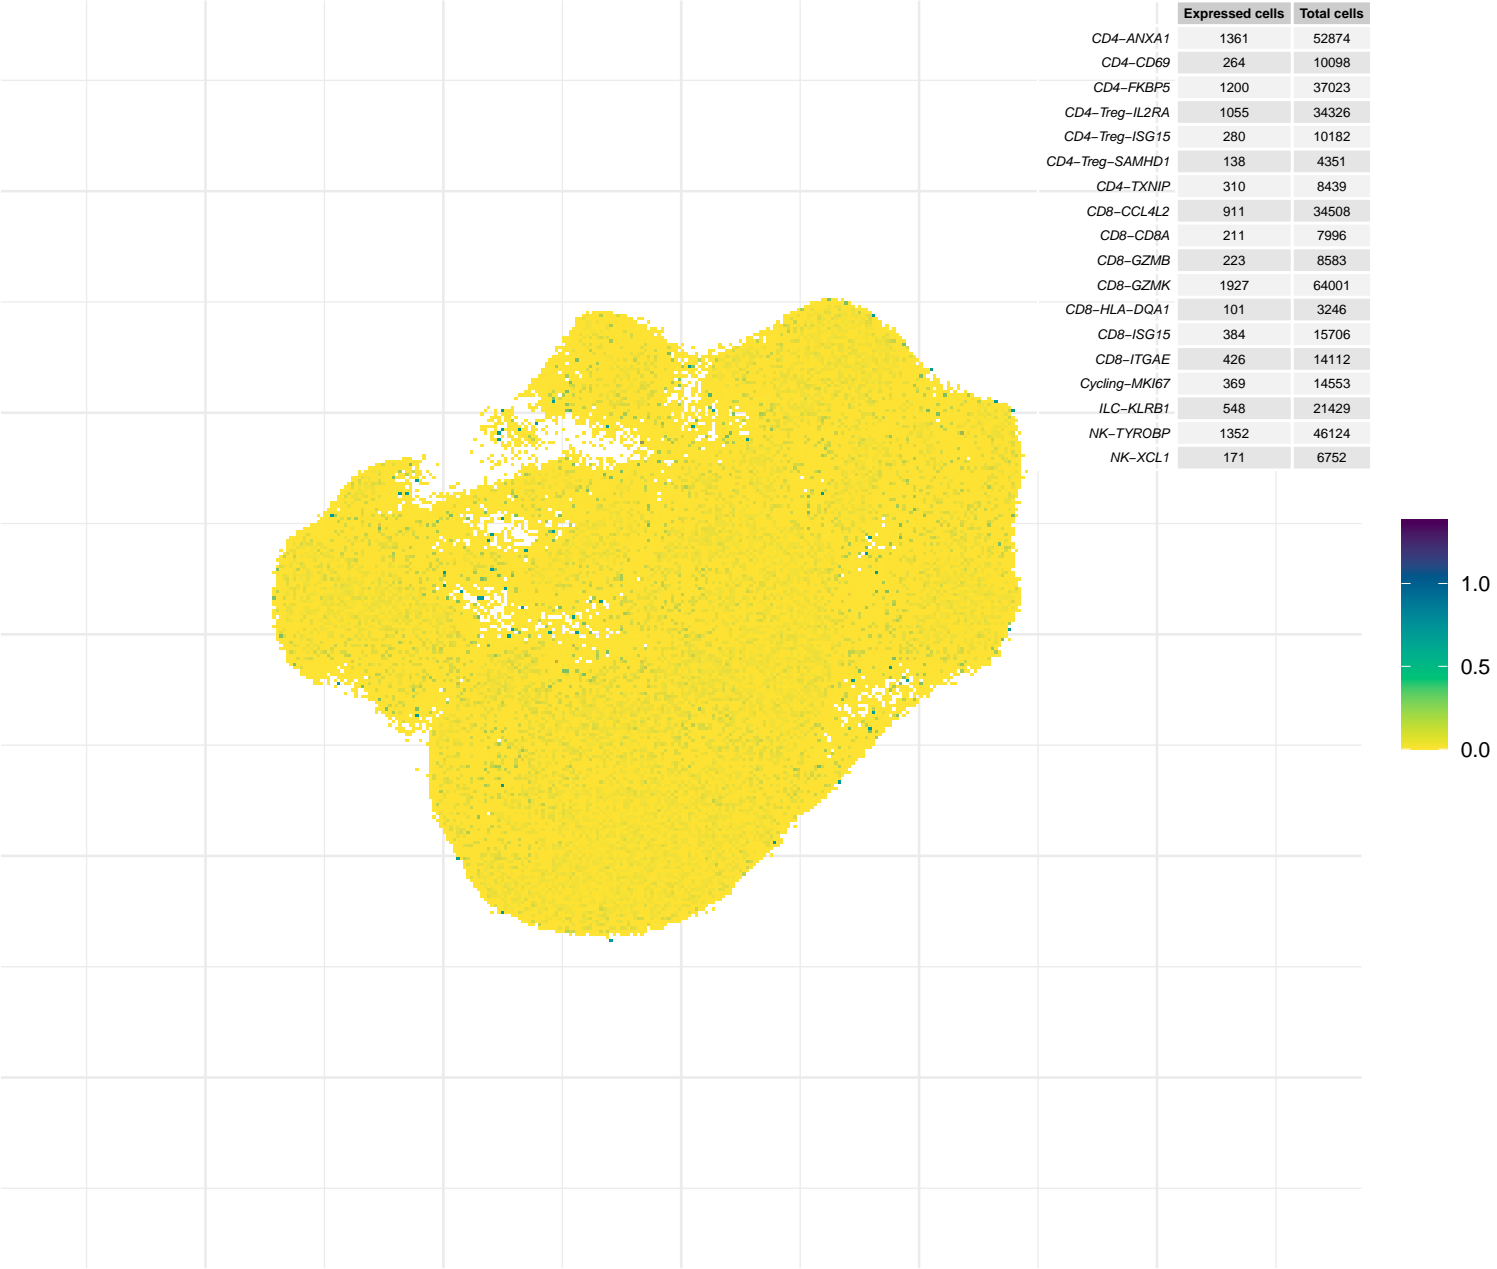 Expressed cells Total cells
CD4−ANXA1 1361 52874
CD4−CD69 264 10098
CD4−FKBP5 1200 37023
CD4−Treg−IL2RA 1055 34326
CD4−Treg−ISG15 280 10182
CD4−Treg−SAMHD1 138 4351
CD4−TXNIP 310 8439
CD8−CCL4L2 911 34508
CD8−CD8A 211 7996
CD8−GZMB 223 8583
CD8−GZMK 1927 64001
CD8−HLA−DQA1 101 3246
CD8−ISG15 384 15706
CD8−ITGAE 426 14112
Cycling−MKI67 369 14553
ILC−KLRB1 548 21429
NK−TYROBP 1352 46124
NK−XCL1 171 6752
1.0
0.5
0.0